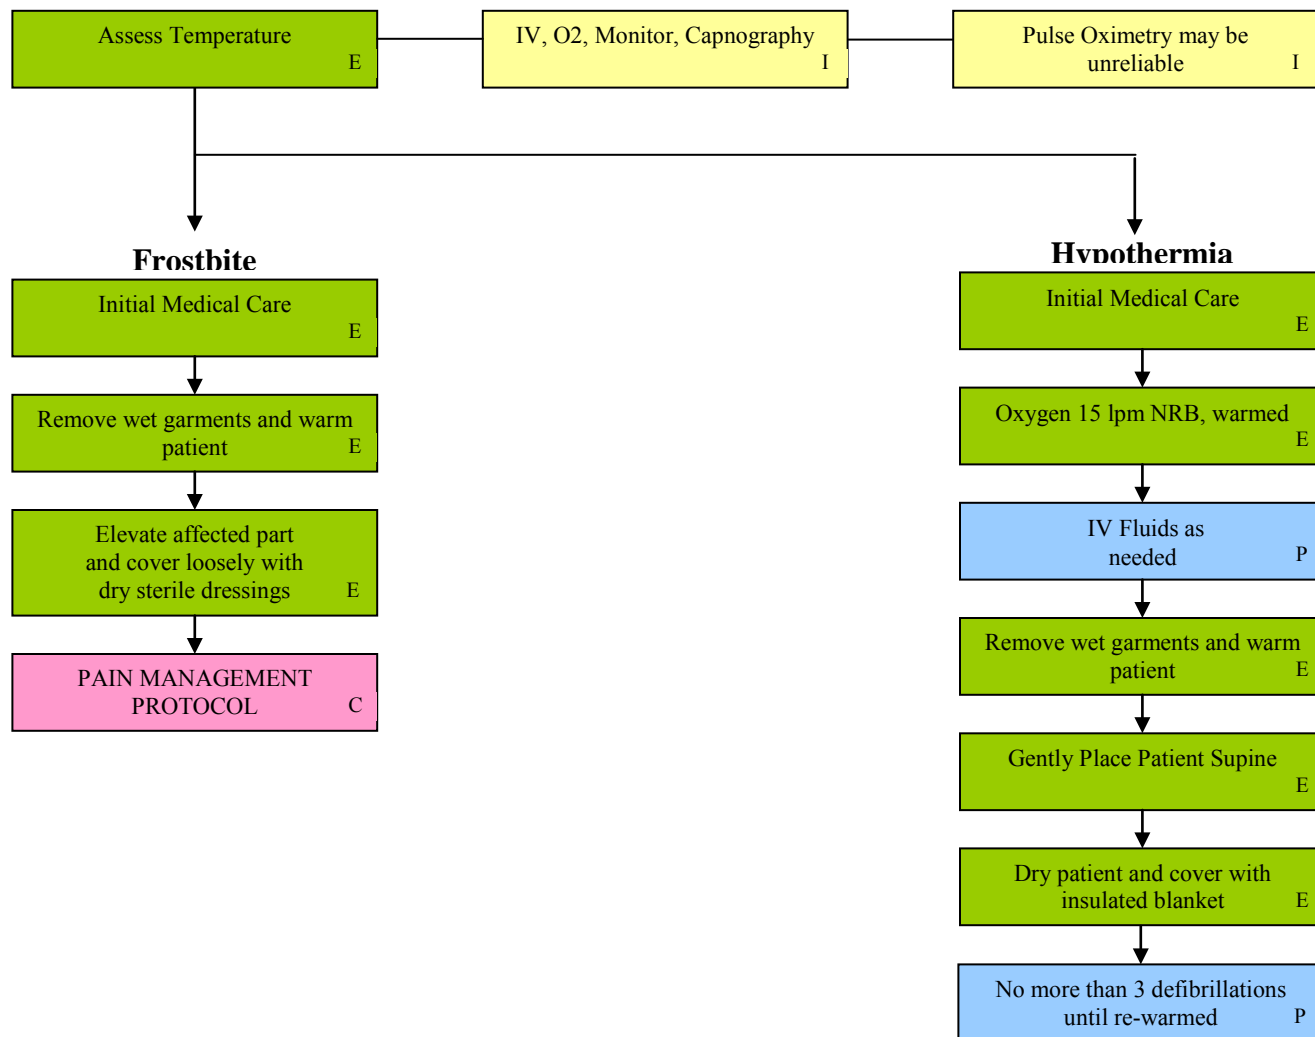 Assess Temperature
E
IV, O2, Monitor, Capnography
I
Pulse Oximetry may be
unreliable I
Frostbite
Initial Medical Care
E
Remove wet garments and warm
patient E
Elevate affected part
and cover loosely with
dry sterile dressings E
PAIN MANAGEMENT
PROTOCOL C
Hypothermia
Initial Medical Care
E
Oxygen 15 lpm NRB, warmed
E
IV Fluids as
needed P
Remove wet garments and warm
patient E
Gently Place Patient Supine
E
Dry patient and cover with
insulated blanket E
No more than 3 defibrillations
until re-warmed P